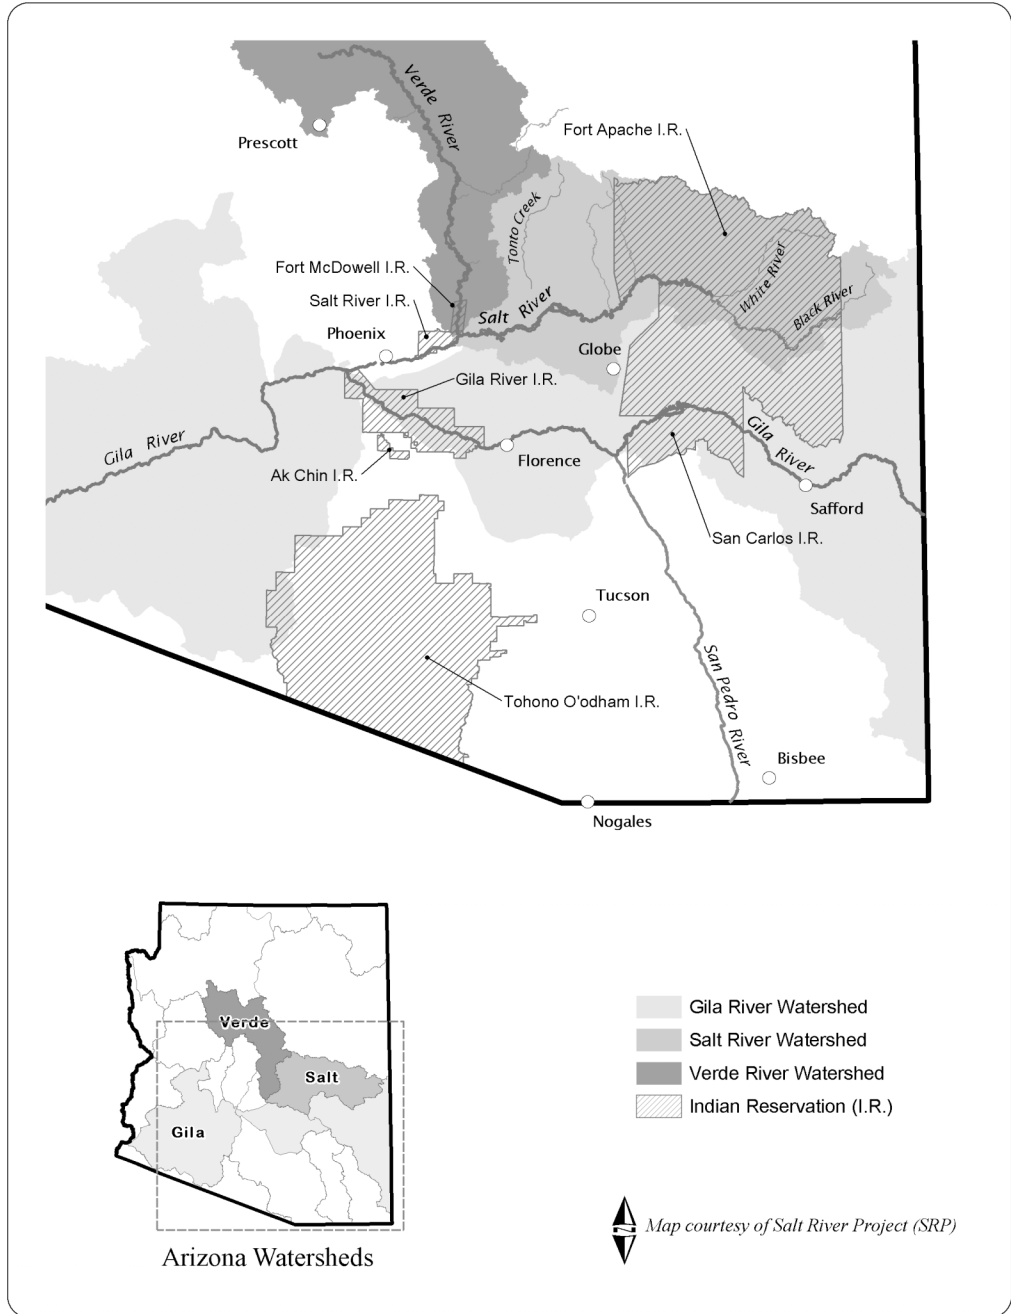 Verde River
Prescott
Fort Apache I.R.
Tonto Creek
White River
Black River
Fort McDowell I.R.
Salt River I.R.
Salt River
Phoenix
Globe
Gila River I.R.
Gila River
Gila River
Ak Chin I.R.
Florence
Safford
San Carlos I.R.
Tucson
San Pedro River
Tohono O'odham I.R.
Bisbee
Nogales
Verde
Salt
Gila
Arizona Watersheds
Gila River Watershed
Salt River Watershed
Verde River Watershed
Indian Reservation (I.R.)
N
Map courtesy of Salt River Project (SRP)